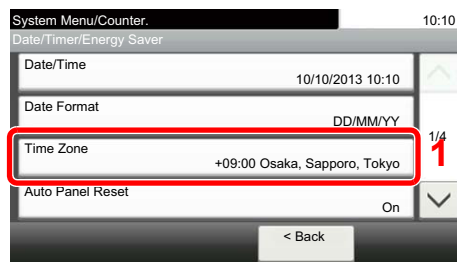 System Menu/Counter.
10:10
Date/Timer/Energy Saver
Date/Time
10/10/2013 10:10
Date Format
DD/MM/YY
1/4
Time Zone
1
+09:00 Osaka, Sapporo, Tokyo
Auto Panel Reset
On
< Back